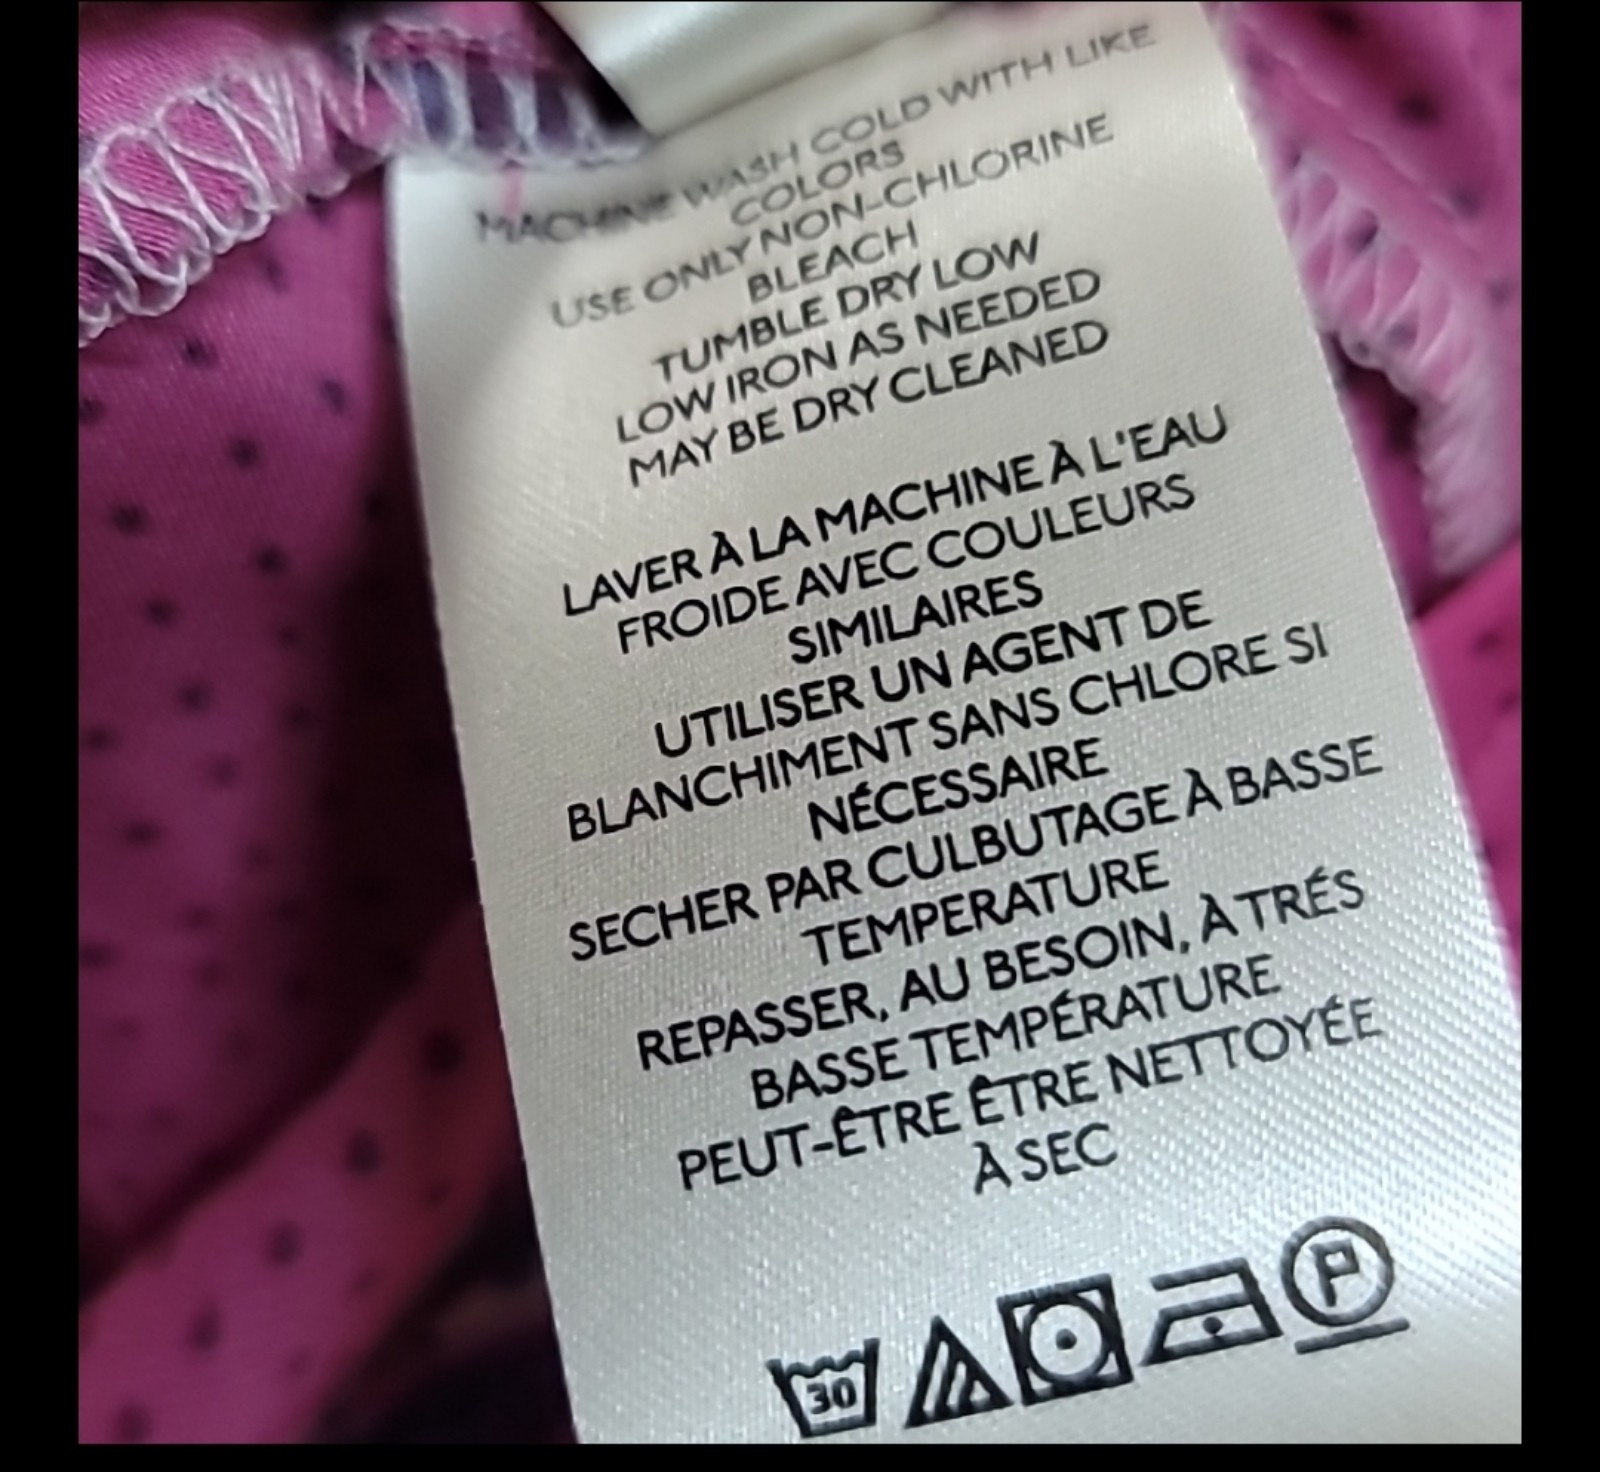 MACHINE WASH COLD WITH LIKE
COLORS
USE ONLY NON-CHLORINE
BLEACH
TUMBLE DRY LOW
LOW IRON AS NEEDED
MAY BE DRY CLEANED
LAVER À LA MACHINE À L'EAU
FROIDE AVEC COULEURS
SIMILAIRES
UTILISER UN AGENT DE
BLANCHIMENT SANS CHLORE SI
NÉCESSAIRE
SECHER PAR CULBUTAGE À BASSE
TEMPERATURE
REPASSER, AU BESOIN, À TRÉS
BASSE TEMPÉRATURE
PEUT-ÊTRE ÊTRE NETTOYÉE
À SEC
30 P